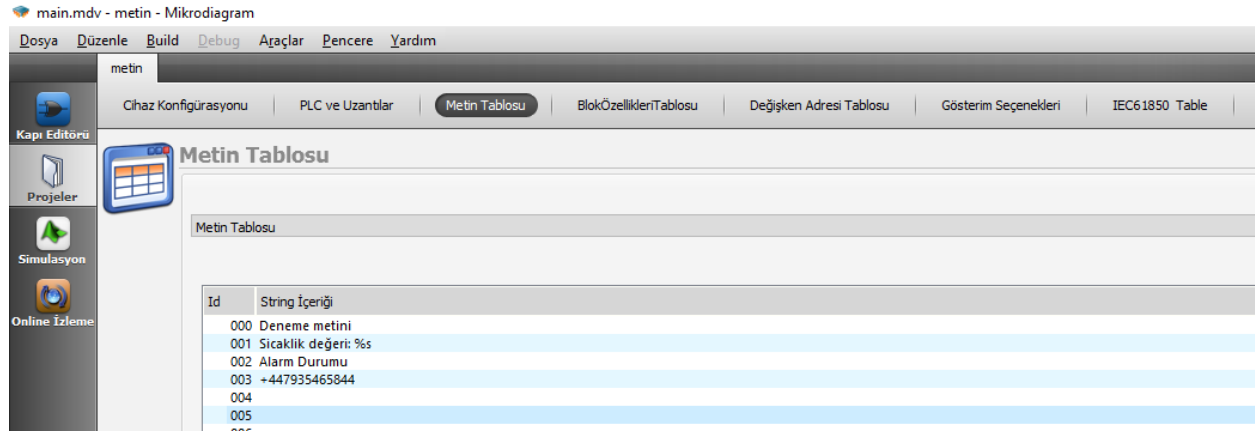 main.mdv - metin - Mikrodiagram
Dosya Düzenle Build Debug Araçlar Pencere Yardım
metin
Cihaz Konfigürasyonu PLC ve Uzantılar Metin Tablosu BlokÖzellikleriTablosu Değişken Adresi Tablosu Gösterim Seçenekleri IEC61850 Table
Kapı Editörü
Metin Tablosu
Projeler
Metin Tablosu
Simulasyon
Id String İçeriği
Online İzleme
000 Deneme metini
001 Sicaklik değeri: %s
002 Alarm Durumu
003 +447935465844
004
005